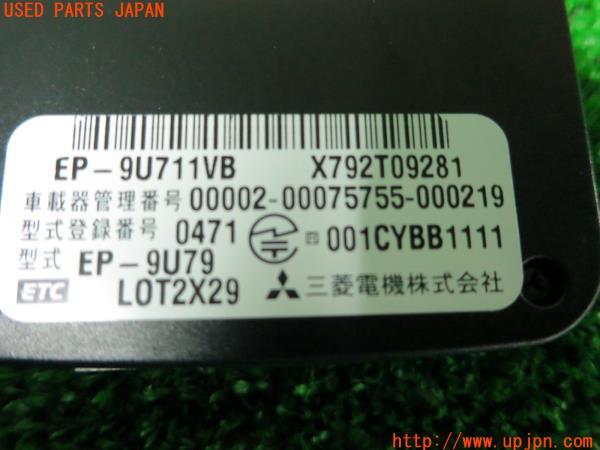 USED PARTS JAPAN
EP-9U711VB X792T09281
車載器管理番号 00002-00075755-000219
型式登録番号 0471 001CYBB1111
型式 EP-9U79
ETC LOT2X29 三菱電機株式会社
http://www.upjpn.com/